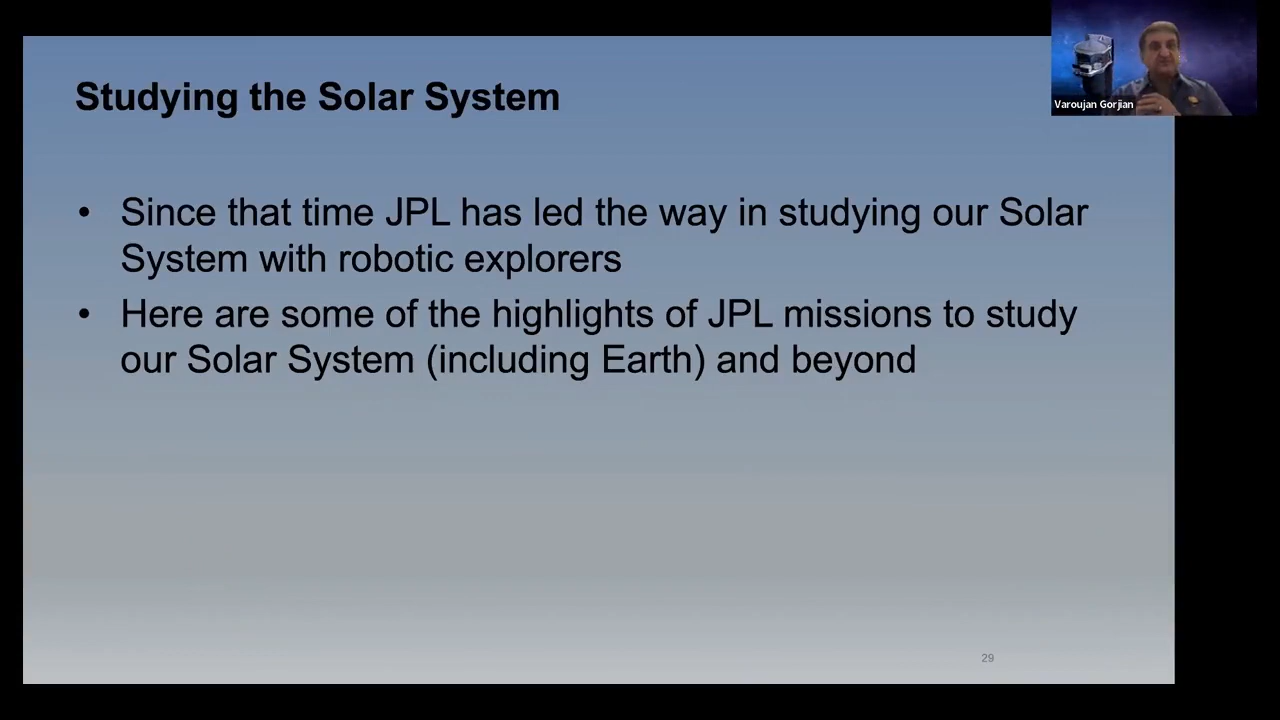 Studying the Solar System
Varoujan Gorjian
• Since that time JPL has led the way in studying our Solar
System with robotic explorers
• Here are some of the highlights of JPL missions to study
our Solar System (including Earth) and beyond
29